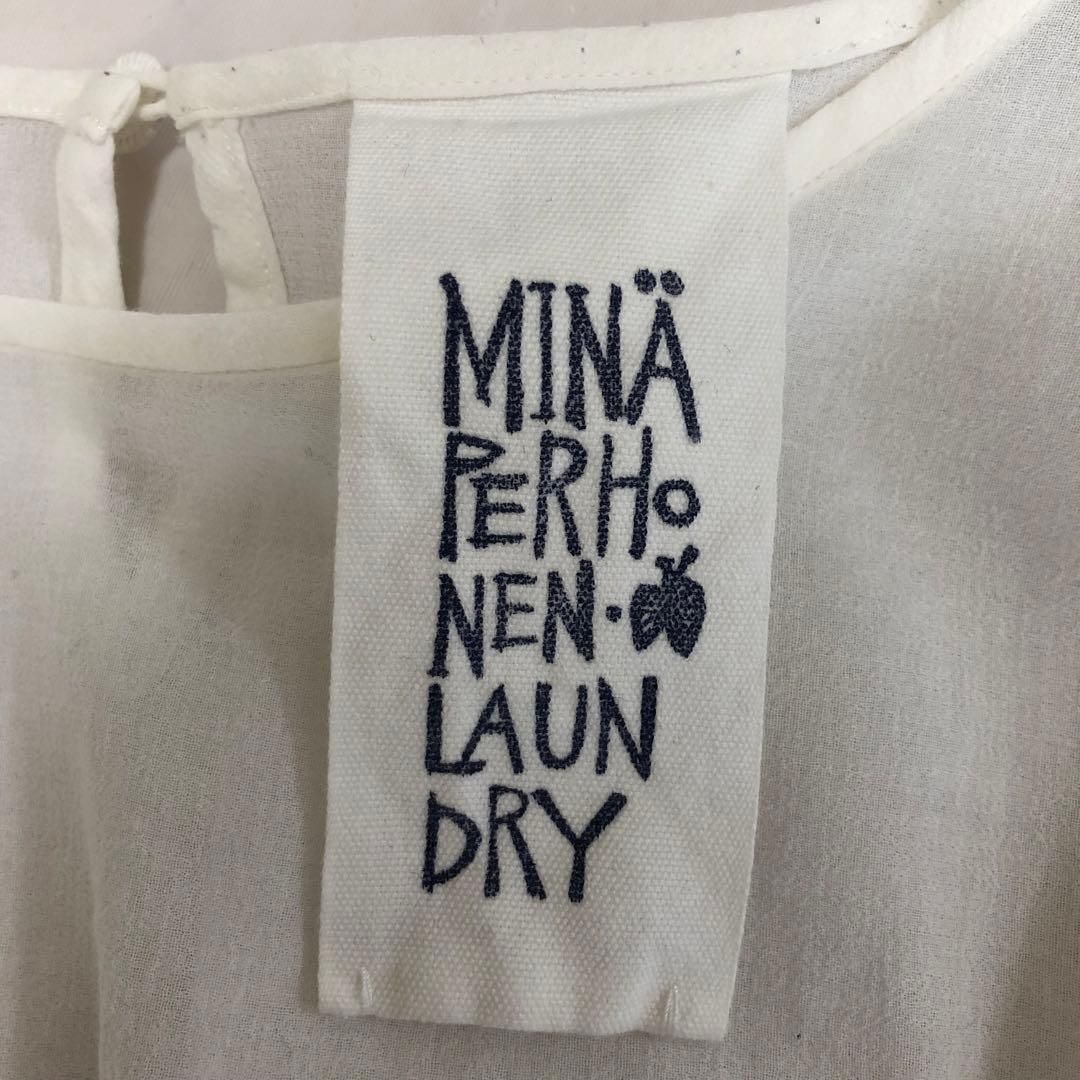 MINÄ
PERHO
NEN·
LAUN
DRY